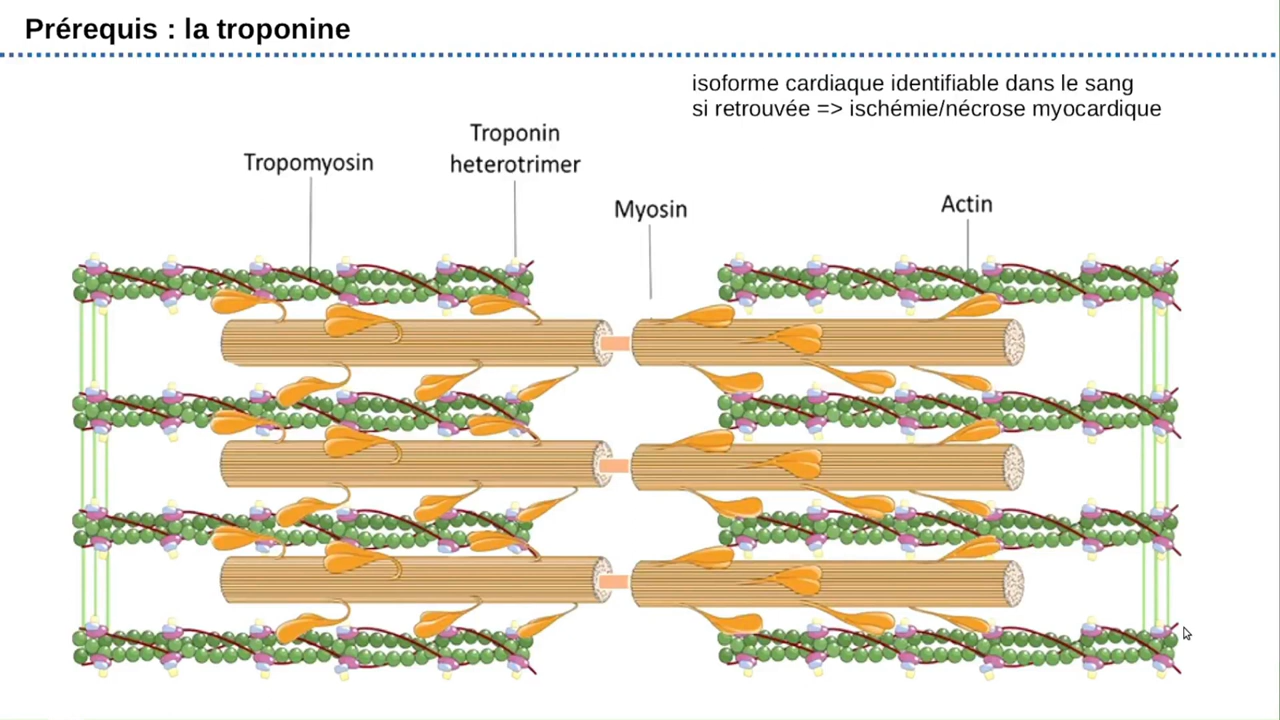 Prérequis : la troponine
isoforme cardiaque identifiable dans le sang
si retrouvée => ischémie/nécrose myocardique
Troponin
heterotrimer
Tropomyosin
Myosin
Actin